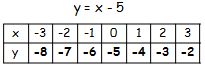 y = x - 5
x -3 -2 -1 0 1 2 3
y -8 -7 -6 -5 -4 -3 -2